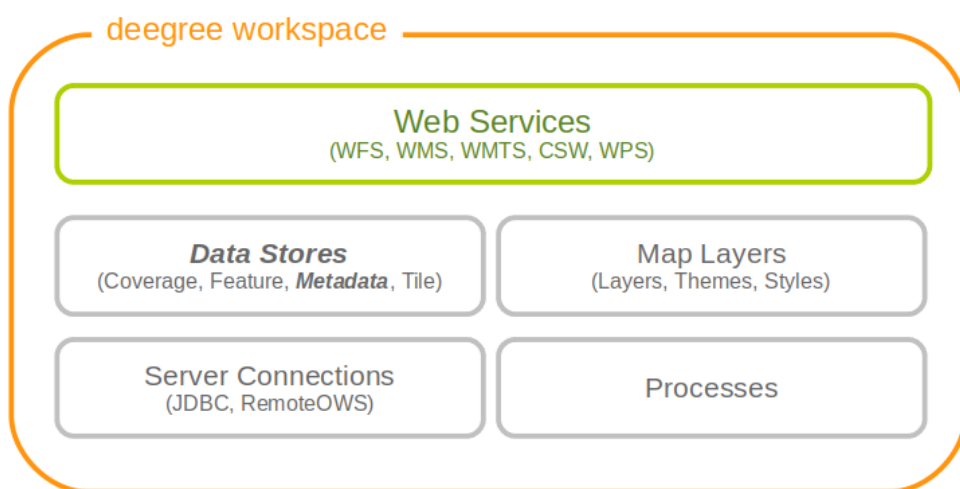 deegree workspace
Web Services
(WFS, WMS, WMTS, CSW, WPS)
Data Stores
(Coverage, Feature, Metadata, Tile)
Map Layers
(Layers, Themes, Styles)
Server Connections
(JDBC, RemoteOWS)
Processes